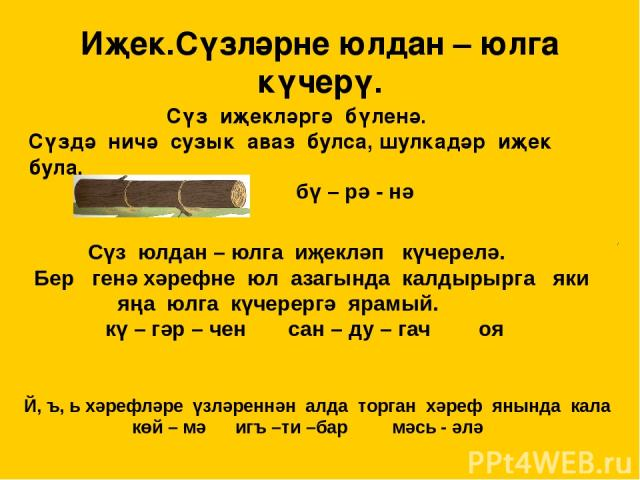 Иҗек.Сүзләрне юлдан – юлга
күчерү.
Сүз иҗекләргә бүленә.
Сүздә ничә сузык аваз булса, шулкадәр иҗек
була.
бү – рә - нә
Сүз юлдан – юлга иҗекләп күчерелә.
Бер генә хәрефне юл азагында калдырырга яки
яңа юлга күчерергә ярамый.
кү – гәр – чен сан – ду – гач оя
Й, ъ, ь хәрефләре үзләреннән алда торган хәреф янында кала
көй – мә игъ –ти –бар мәсь - әлә
PPt4WEB.ru